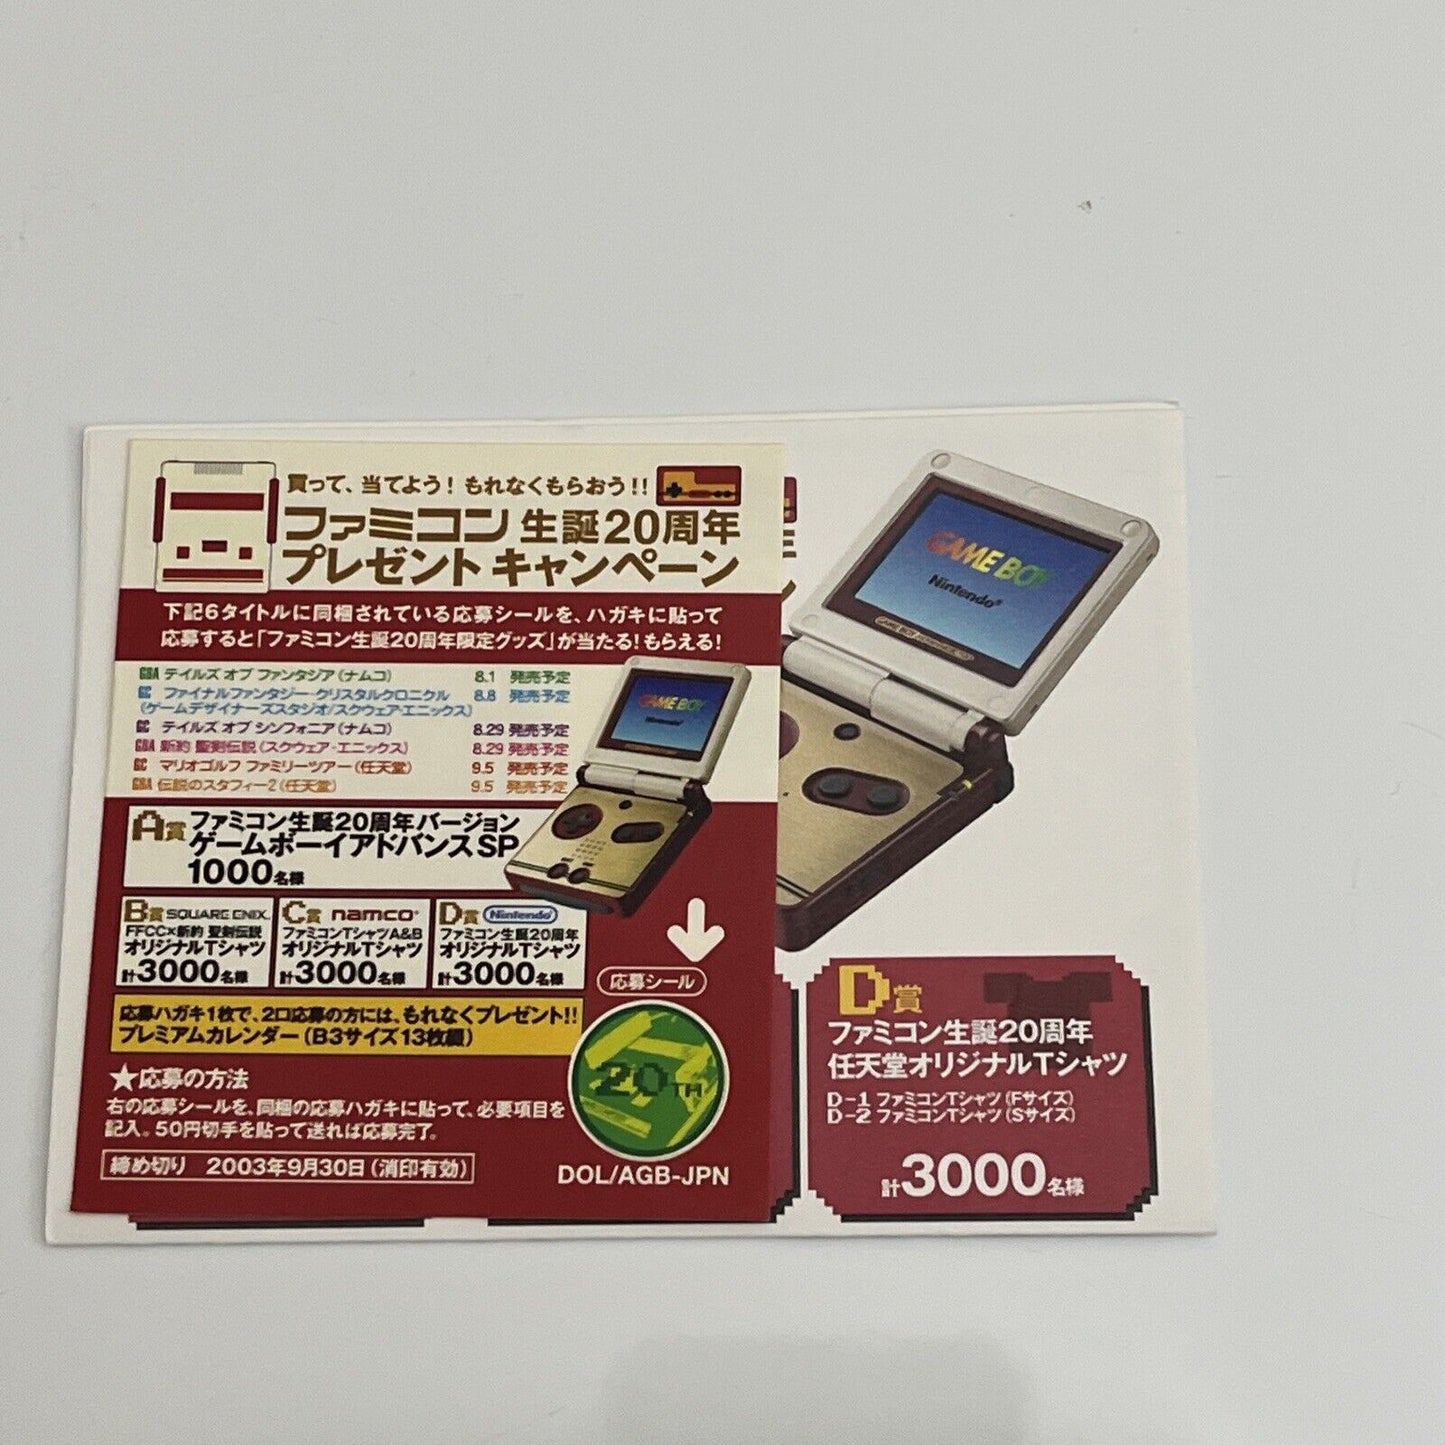 買って、当てよう！もれなくもらおう!!
ファミコン 生誕20周年
プレゼント キャンペーン
下記6タイトルに同梱されている応募シールを、ハガキに貼って
応募すると「ファミコン生誕20周年限定グッズ」が当たる！もらえる！
GBA テイルズ オブ ファンタジア（ナムコ） 8.1 発売予定
GC ファイナルファンタジー・クリスタルクロニクル 8.8 発売予定
（ゲームデザイナーズスタジオ/スクウェア・エニックス）
GC テイルズ オブ シンフォニア（ナムコ） 8.29 発売予定
GBA 新約 聖剣伝説（スクウェア・エニックス） 8.29 発売予定
GC マリオゴルフ ファミリーツアー（任天堂） 9.5 発売予定
GBA 伝説のスタフィー2（任天堂） 9.5 発売予定
GAME BOY
Nintendo
A賞 ファミコン生誕20周年バージョン
ゲームボーイアドバンスSP
1000名様
B賞 SQUARE ENIX
FFCC×新約 聖剣伝説
オリジナルTシャツ
計3000名様
C賞 namco
ファミコンTシャツA&B
オリジナルTシャツ
計3000名様
D賞 Nintendo
ファミコン生誕20周年
オリジナルTシャツ
計3000名様
応募ハガキ1枚で、2口応募の方には、もれなくプレゼント!!
プレミアムカレンダー（B3サイズ13枚綴）
★応募の方法
右の応募シールを、同梱の応募ハガキに貼って、必要項目を
記入。50円切手を貼って送れば応募完了。
締め切り 2003年9月30日（消印有効）
応募シール
20TH
DOL/AGB-JPN
年
ン
GAME BOY
Nintendo
GAME BOY ADVANCE SP
D賞
ファミコン生誕20周年
任天堂オリジナルTシャツ
D-1 ファミコンTシャツ（Fサイズ）
D-2 ファミコンTシャツ（Sサイズ）
計3000名様